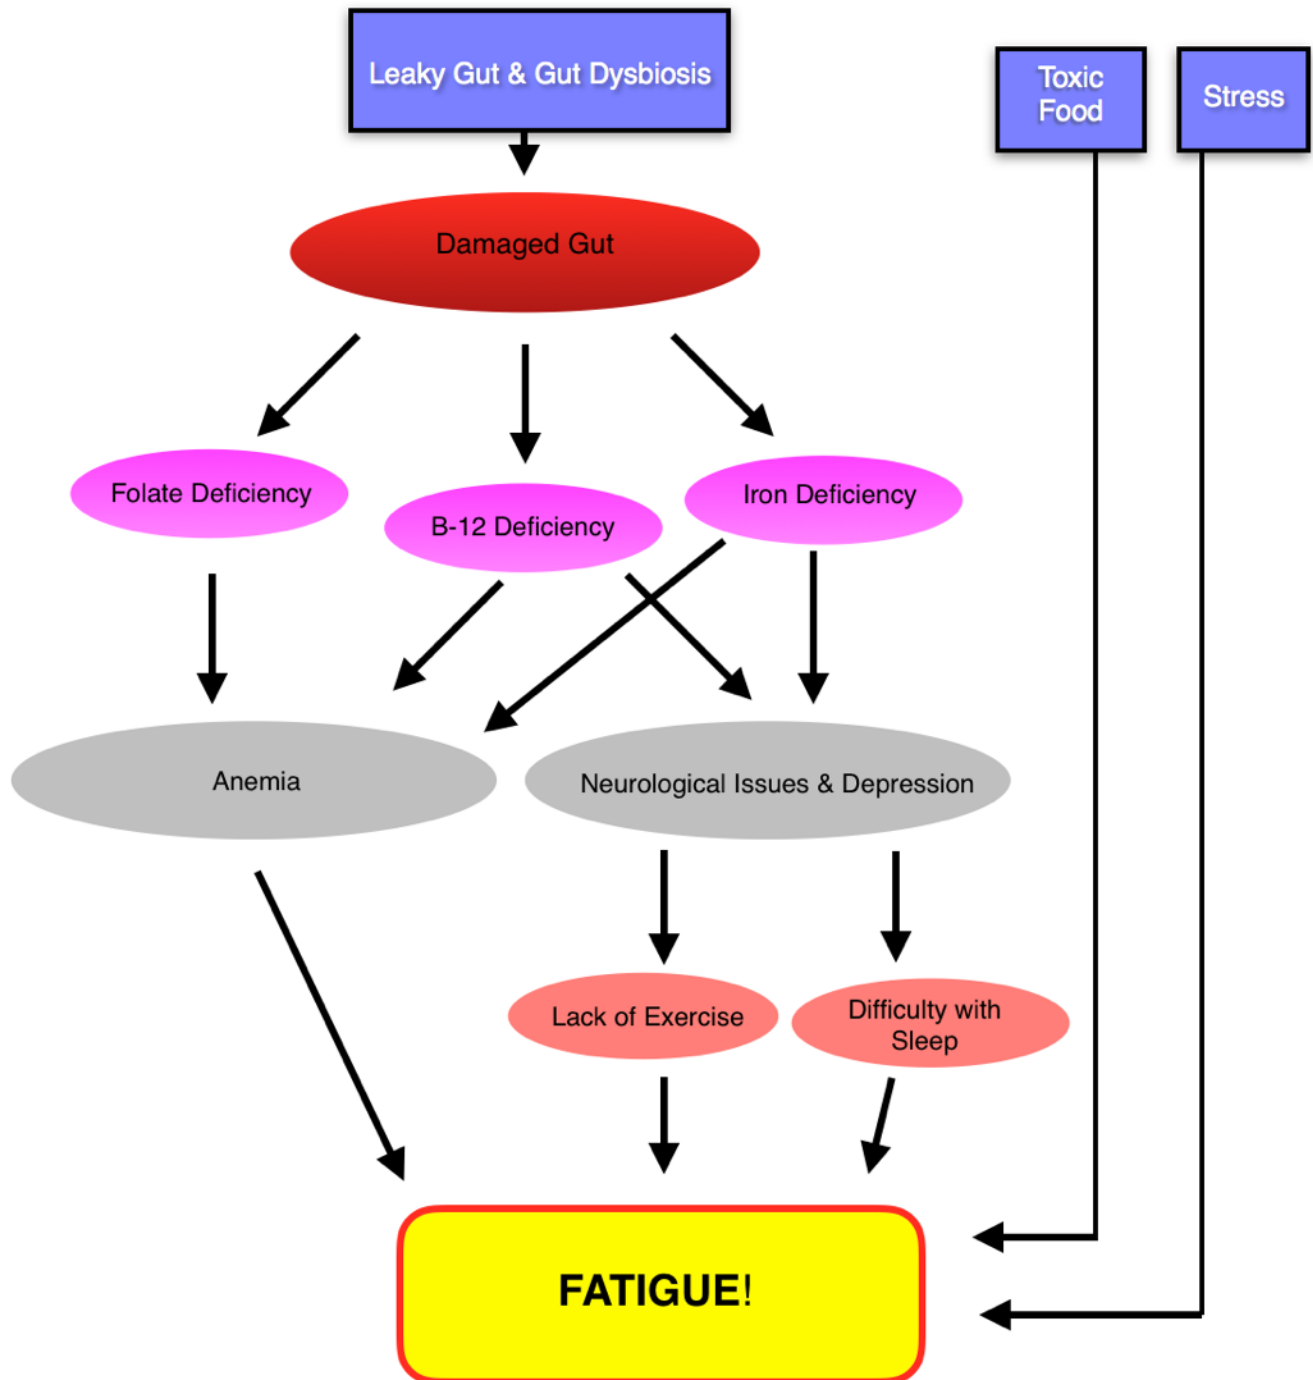 Leaky Gut & Gut Dysbiosis
Toxic
Food
Stress
Damaged Gut
Folate Deficiency
B-12 Deficiency
Iron Deficiency
Anemia
Neurological Issues & Depression
Lack of Exercise
Difficulty with
Sleep
FATIGUE!